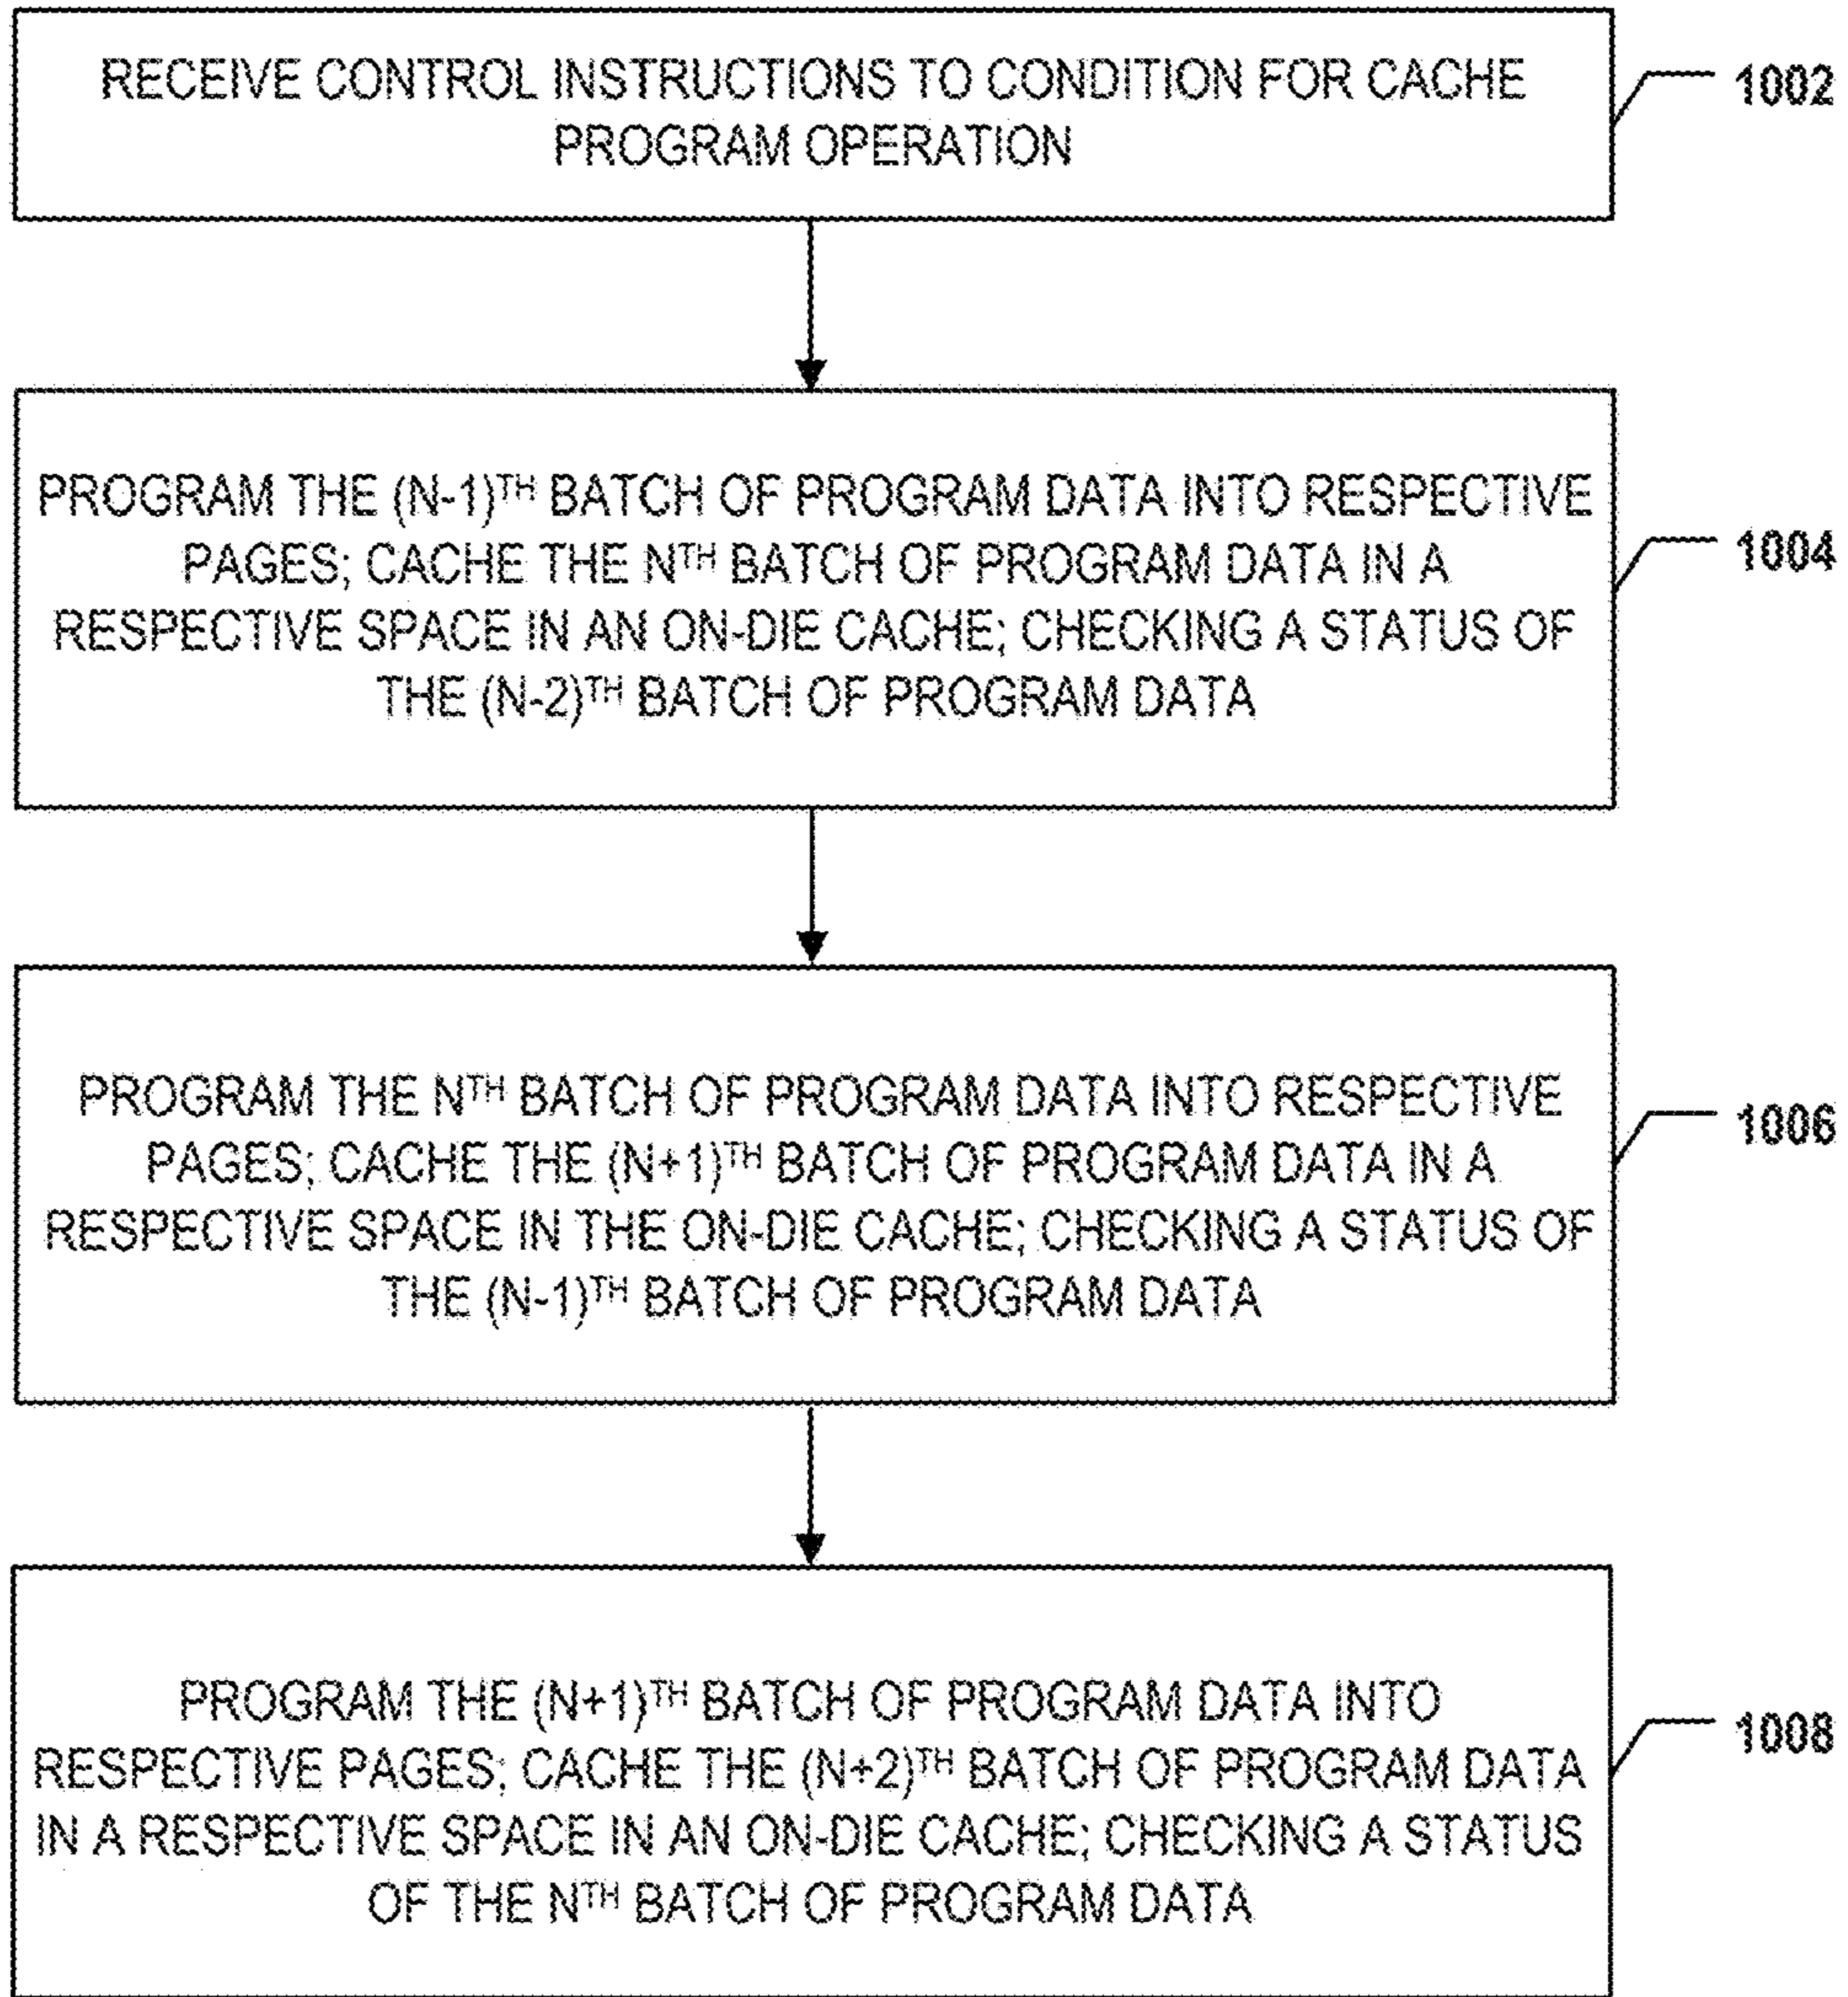 RECEIVE CONTROL INSTRUCTIONS TO CONDITION FOR CACHE
PROGRAM OPERATION
1002
PROGRAM THE (N-1)TH BATCH OF PROGRAM DATA INTO RESPECTIVE
PAGES; CACHE THE NTH BATCH OF PROGRAM DATA IN A
RESPECTIVE SPACE IN AN ON-DIE CACHE; CHECKING A STATUS OF
THE (N-2)TH BATCH OF PROGRAM DATA
1004
PROGRAM THE NTH BATCH OF PROGRAM DATA INTO RESPECTIVE
PAGES; CACHE THE (N+1)TH BATCH OF PROGRAM DATA IN A
RESPECTIVE SPACE IN THE ON-DIE CACHE; CHECKING A STATUS OF
THE (N-1)TH BATCH OF PROGRAM DATA
1006
PROGRAM THE (N+1)TH BATCH OF PROGRAM DATA INTO
RESPECTIVE PAGES; CACHE THE (N+2)TH BATCH OF PROGRAM DATA
IN A RESPECTIVE SPACE IN AN ON-DIE CACHE; CHECKING A STATUS
OF THE NTH BATCH OF PROGRAM DATA
1008